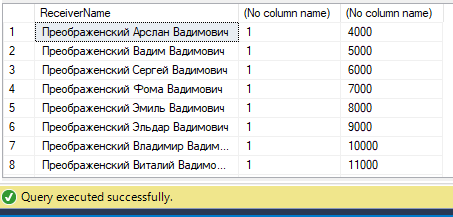 ReceiverName (No column name) (No column name)
1 Преображенский Арслан Вадимович 1 4000
2 Преображенский Вадим Вадимович 1 5000
3 Преображенский Сергей Вадимович 1 6000
4 Преображенский Фома Вадимович 1 7000
5 Преображенский Эмиль Вадимович 1 8000
6 Преображенский Эльдар Вадимович 1 9000
7 Преображенский Владимир Вадим... 1 10000
8 Преображенский Виталий Вадимо... 1 11000
Query executed successfully.